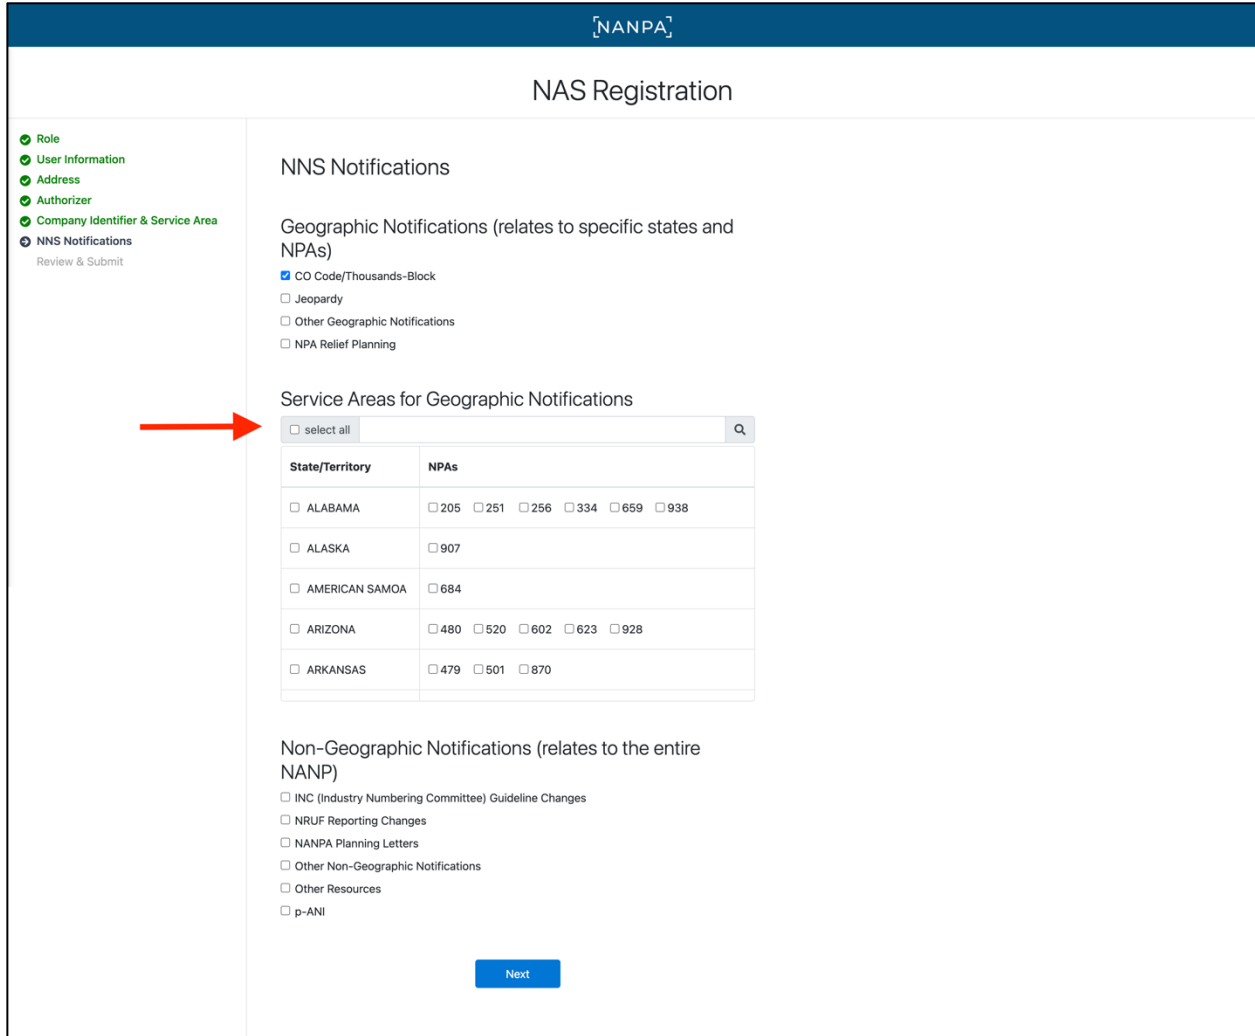 NANPA
NAS Registration
Role
User Information
Address
Authorizer
Company Identifier & Service Area
NNS Notifications
Review & Submit
NNS Notifications
Geographic Notifications (relates to specific states and
NPAs)
CO Code/Thousands-Block
Jeopardy
Other Geographic Notifications
NPA Relief Planning
Service Areas for Geographic Notifications
select all
State/Territory NPAs
ALABAMA 205 251 256 334 659 938
ALASKA 907
AMERICAN SAMOA 684
ARIZONA 480 520 602 623 928
ARKANSAS 479 501 870
Non-Geographic Notifications (relates to the entire
NANP)
INC (Industry Numbering Committee) Guideline Changes
NRUF Reporting Changes
NANPA Planning Letters
Other Non-Geographic Notifications
Other Resources
p-ANI
Next